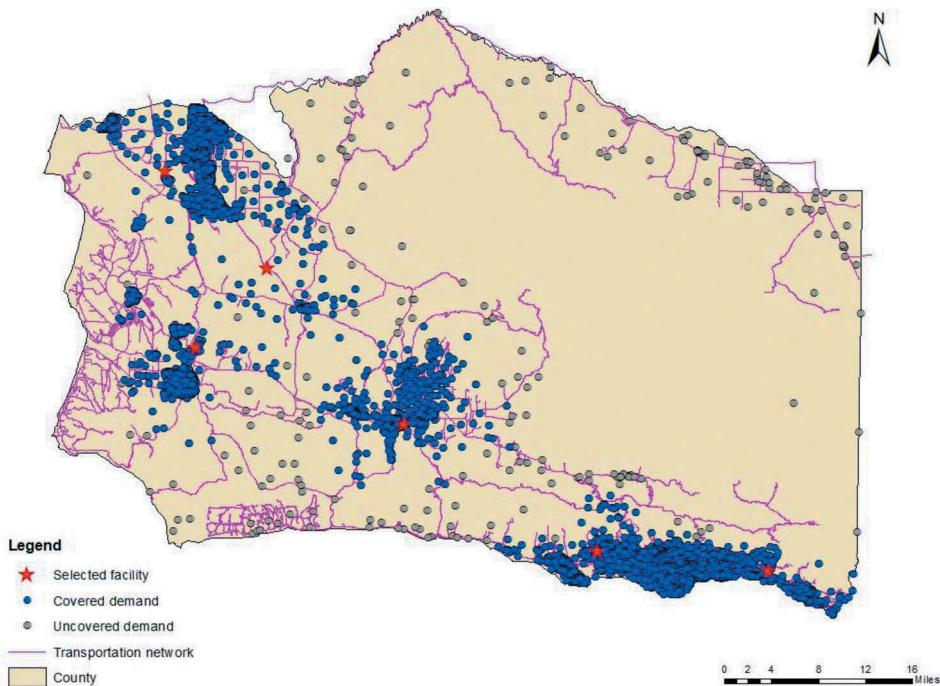 N
Legend
Selected facility
Covered demand
Uncovered demand
Transportation network
County
0 2 4 8 12 16
Miles